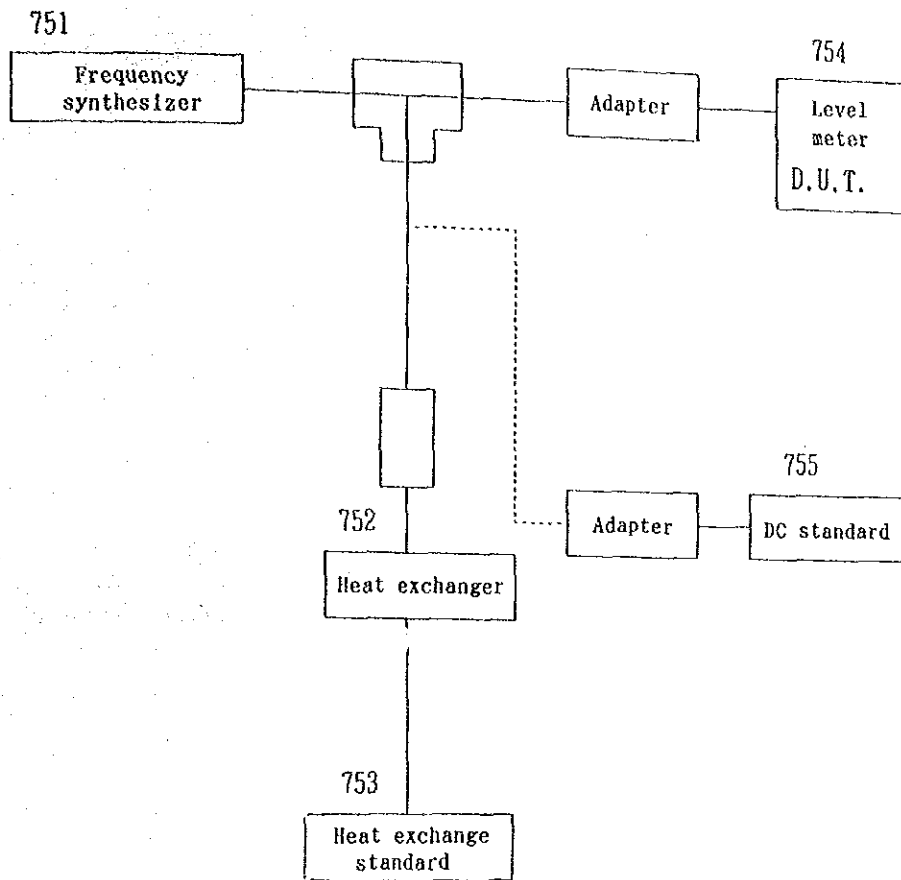 751
Frequency
synthesizer
Adapter
754
Level
meter
D.U.T.
752
Heat exchanger
Adapter
755
DC standard
753
Heat exchange
standard